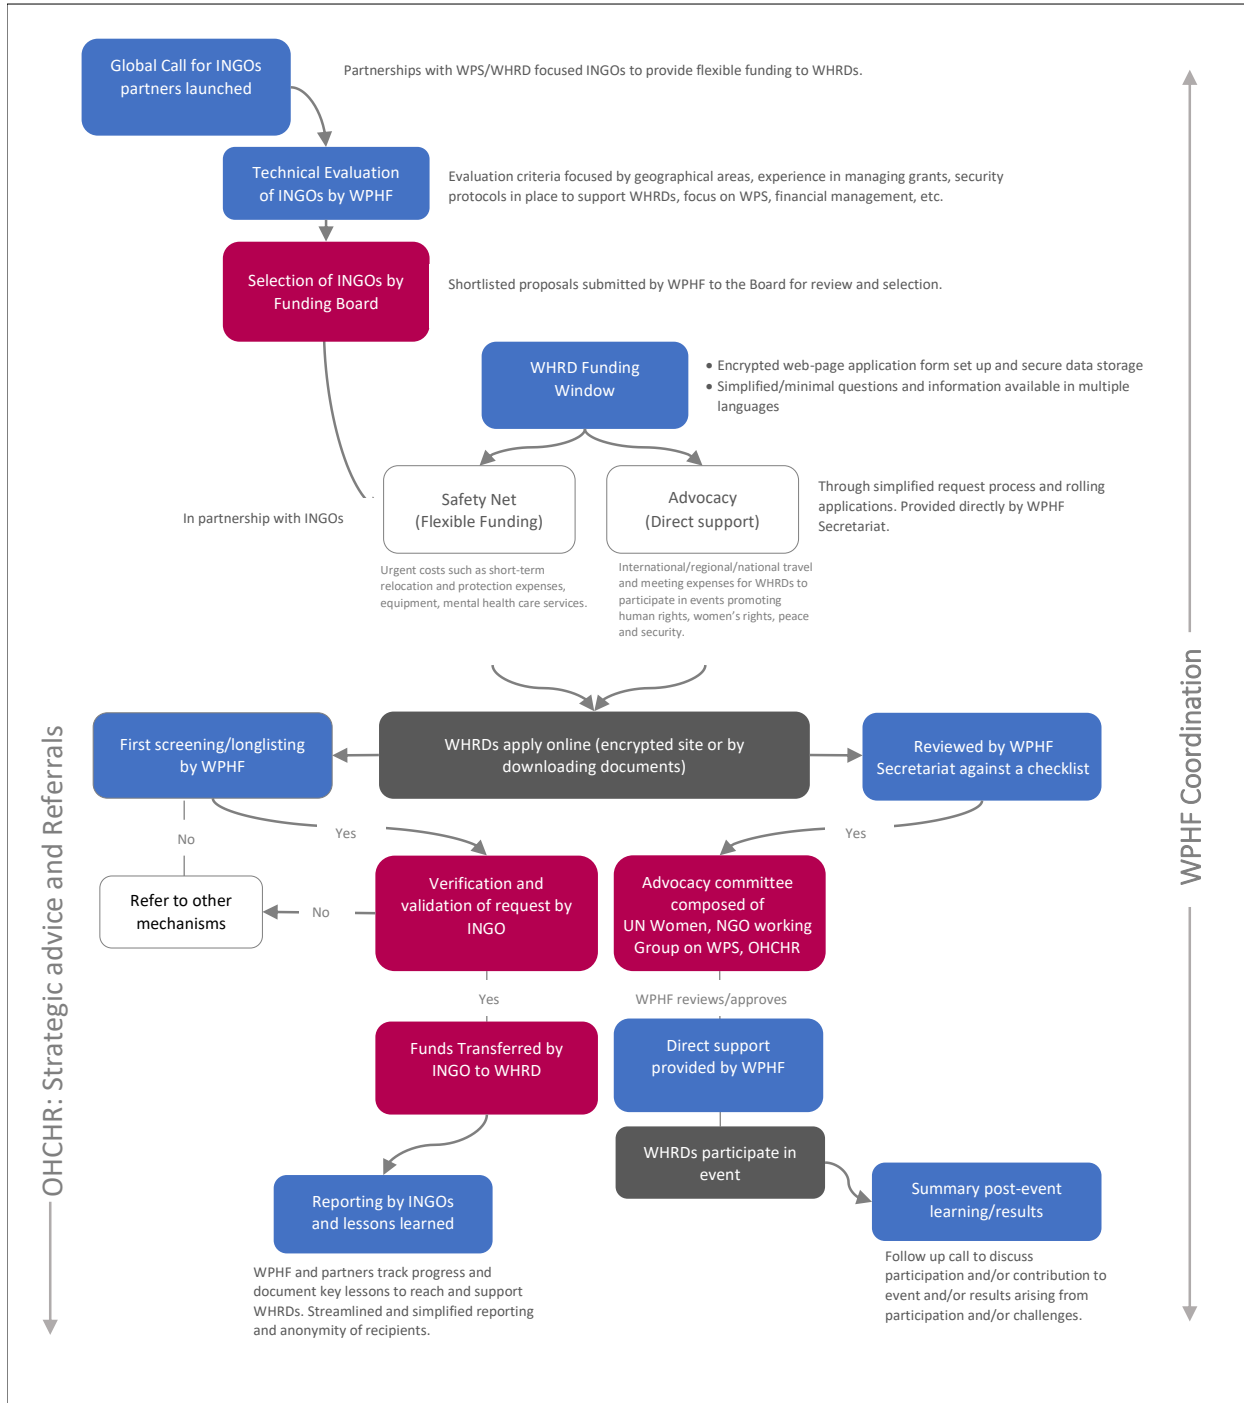 Global Call for INGOs
partners launched
Partnerships with WPS/WHRD focused INGOs to provide flexible funding to WHRDs.
Technical Evaluation
of INGOs by WPHF
Evaluation criteria focused by geographical areas, experience in managing grants, security
protocols in place to support WHRDs, focus on WPS, financial management, etc.
Selection of INGOs by
Funding Board
Shortlisted proposals submitted by WPHF to the Board for review and selection.
WHRD Funding
Window
• Encrypted web-page application form set up and secure data storage
• Simplified/minimal questions and information available in multiple
languages
In partnership with INGOs
Safety Net
(Flexible Funding)
Advocacy
(Direct support)
Through simplified request process and rolling
applications. Provided directly by WPHF
Secretariat.
Urgent costs such as short-term
relocation and protection expenses,
equipment, mental health care services.
International/regional/national travel
and meeting expenses for WHRDs to
participate in events promoting
human rights, women's rights, peace
and security.
First screening/longlisting
by WPHF
WHRDs apply online (encrypted site or by
downloading documents)
Reviewed by WPHF
Secretariat against a checklist
No
Yes
Yes
Refer to other
mechanisms
No
Verification and
validation of request by
INGO
Advocacy committee
composed of
UN Women, NGO working
Group on WPS, OHCHR
Yes
WPHF reviews/approves
Funds Transferred by
INGO to WHRD
Direct support
provided by WPHF
WHRDs participate in
event
Reporting by INGOs
and lessons learned
Summary post-event
learning/results
WPHF and partners track progress and
document key lessons to reach and support
WHRDs. Streamlined and simplified reporting
and anonymity of recipients.
Follow up call to discuss
participation and/or contribution to
event and/or results arising from
participation and/or challenges.
OHCHR: Strategic advice and Referrals
WPHF Coordination